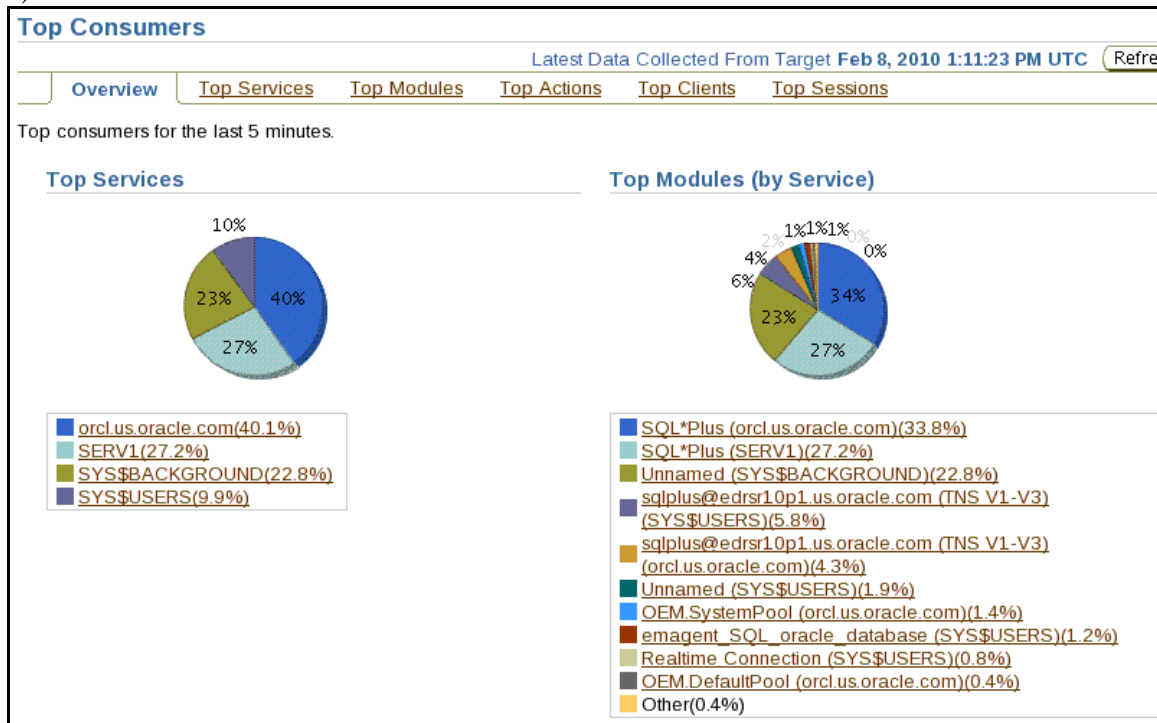 Top Consumers
Latest Data Collected From Target Feb 8, 2010 1:11:23 PM UTC Refre
Overview Top Services Top Modules Top Actions Top Clients Top Sessions
Top consumers for the last 5 minutes.
Top Services
10%
23%
40%
27%
orcl.us.oracle.com(40.1%)
SERV1(27.2%)
SYS$BACKGROUND(22.8%)
SYS$USERS(9.9%)
Top Modules (by Service)
2% 1% 1% 1% 0%
4% 0%
6%
34%
23%
27%
SQL*Plus (orcl.us.oracle.com)(33.8%)
SQL*Plus (SERV1)(27.2%)
Unnamed (SYS$BACKGROUND)(22.8%)
sqlplus@edrsr10p1.us.oracle.com (TNS V1-V3)
(SYS$USERS)(5.8%)
sqlplus@edrsr10p1.us.oracle.com (TNS V1-V3)
(orcl.us.oracle.com)(4.3%)
Unnamed (SYS$USERS)(1.9%)
OEM.SystemPool (orcl.us.oracle.com)(1.4%)
emagent_SQL_oracle_database (SYS$USERS)(1.2%)
Realtime Connection (SYS$USERS)(0.8%)
OEM.DefaultPool (orcl.us.oracle.com)(0.4%)
Other(0.4%)